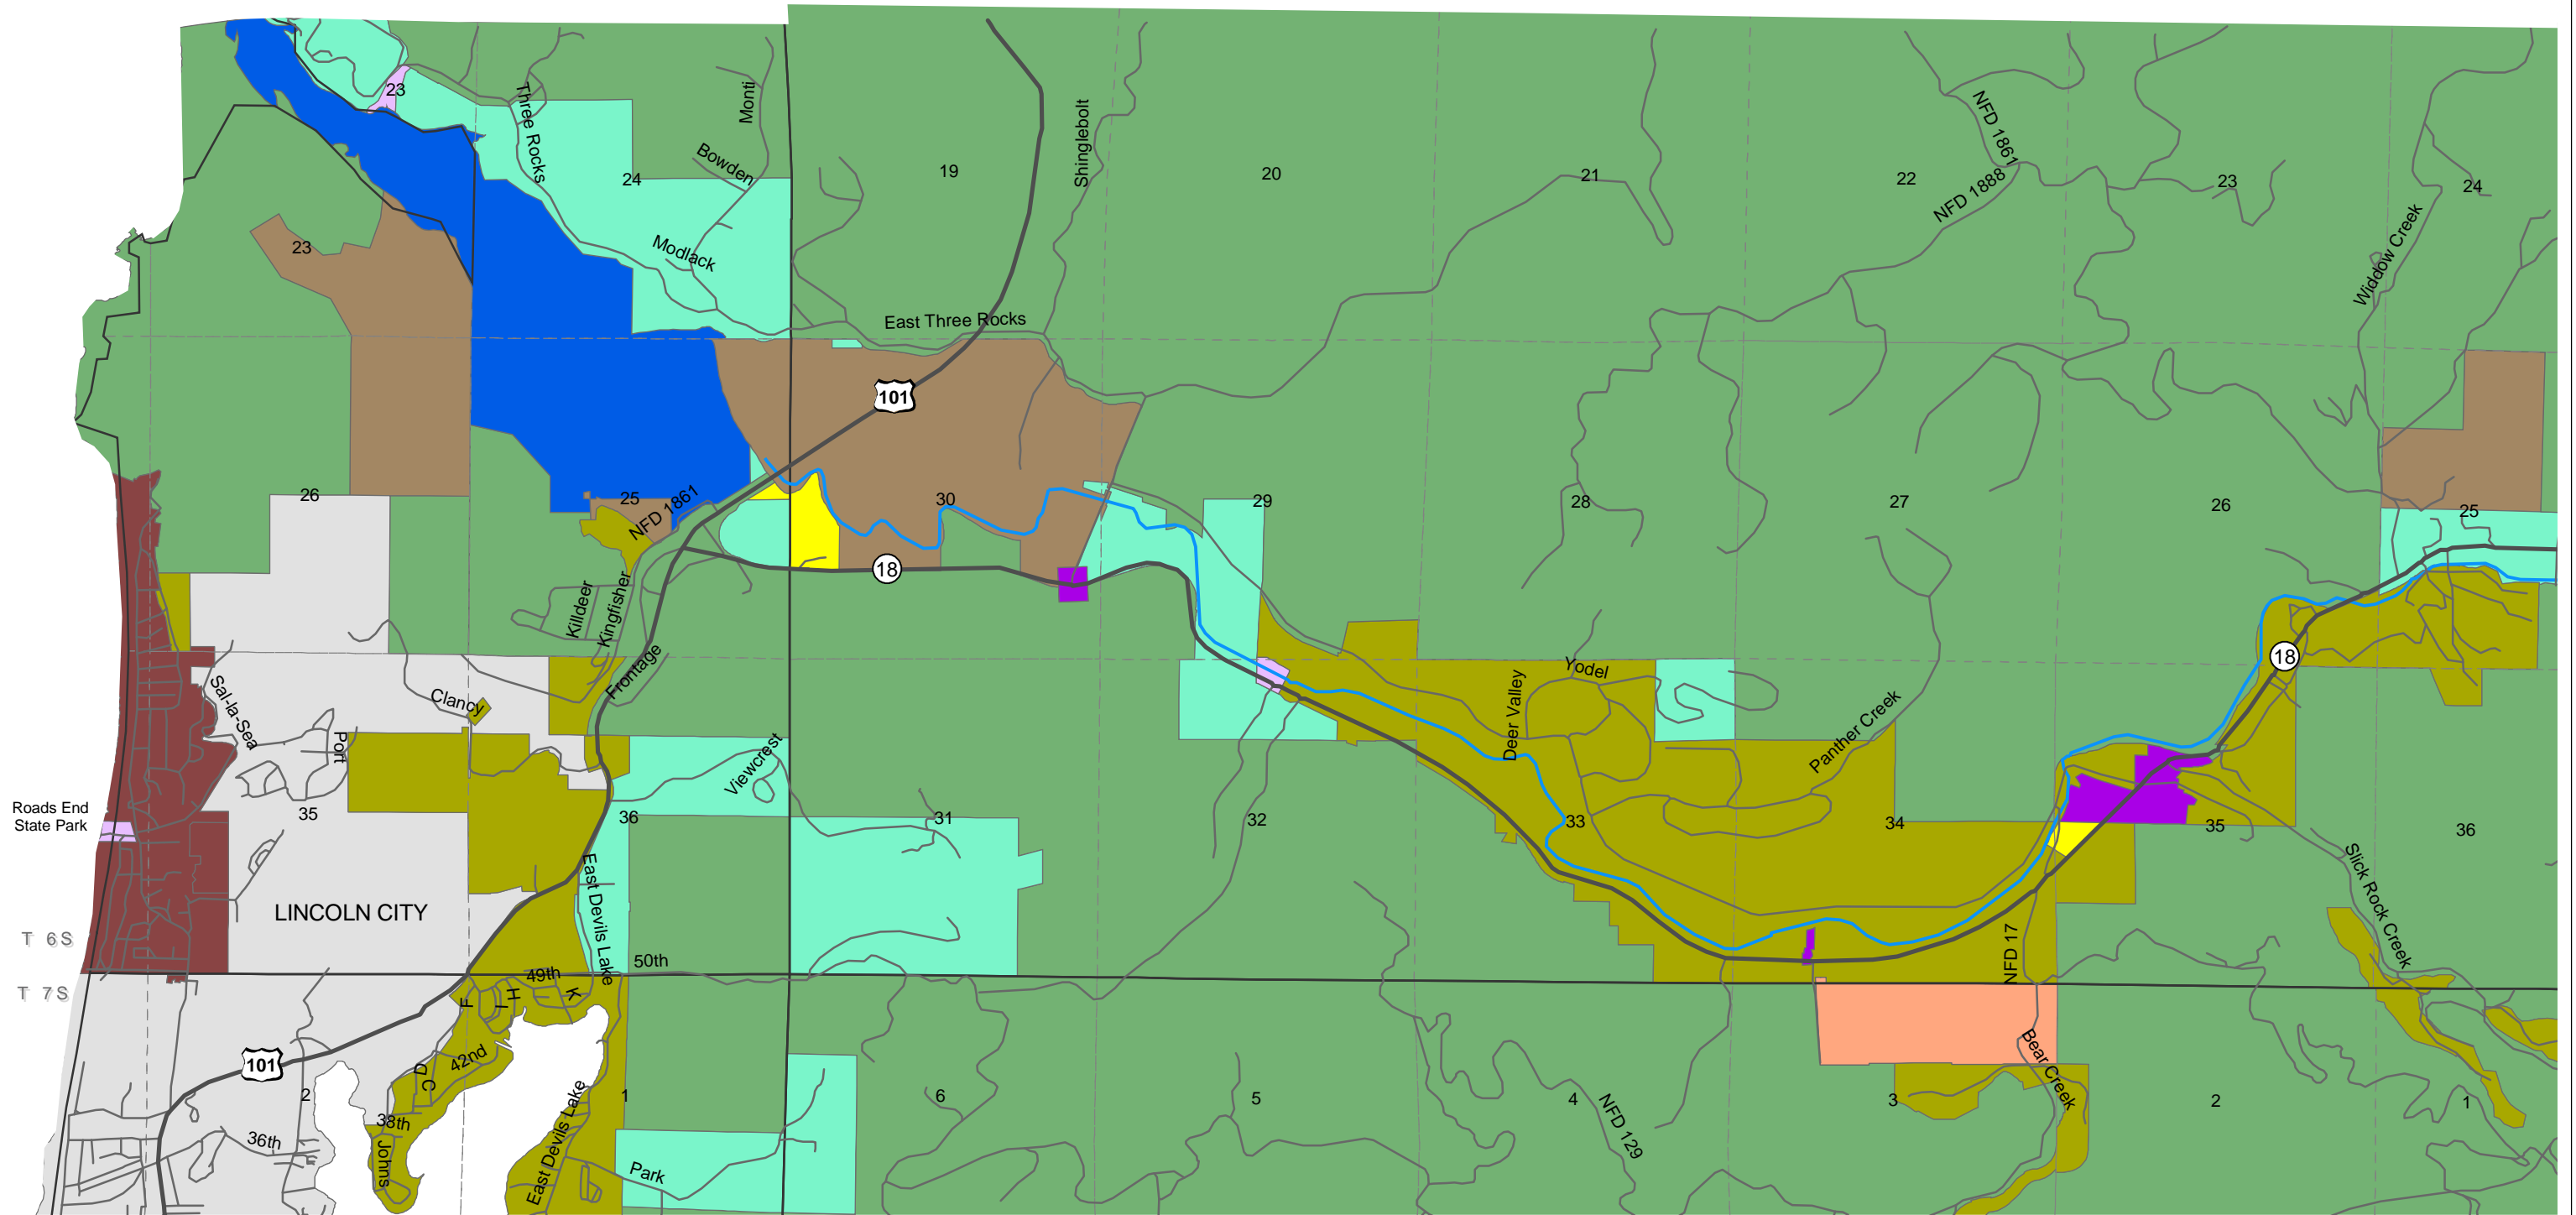 23
Three Rocks
Monti
Bowden
24
Modlack
19
Shinglebolt
20
21
22
NFD 1861
NFD 1888
23
24
Widdow Creek
23
East Three Rocks
101
26
25
NFD 1861
30
29
28
27
26
25
18
Killdeer
Kingfisher
Frontage
18
Yodel
Deer Valley
Panther Creek
Sal-la-Sea
Clancy
Port
Viewcrest
Roads End
State Park
35
36
31
32
33
34
35
36
East Devils Lake
Slick Rock Creek
LINCOLN CITY
T 6S
50th
49th
NFD 17
T 7S
F
I
H
K
101
42nd
D
C
Bear Creek
2
38th
36th
Johns
East Devils Lake
1
Park
6
5
4
NFD 129
3
2
1